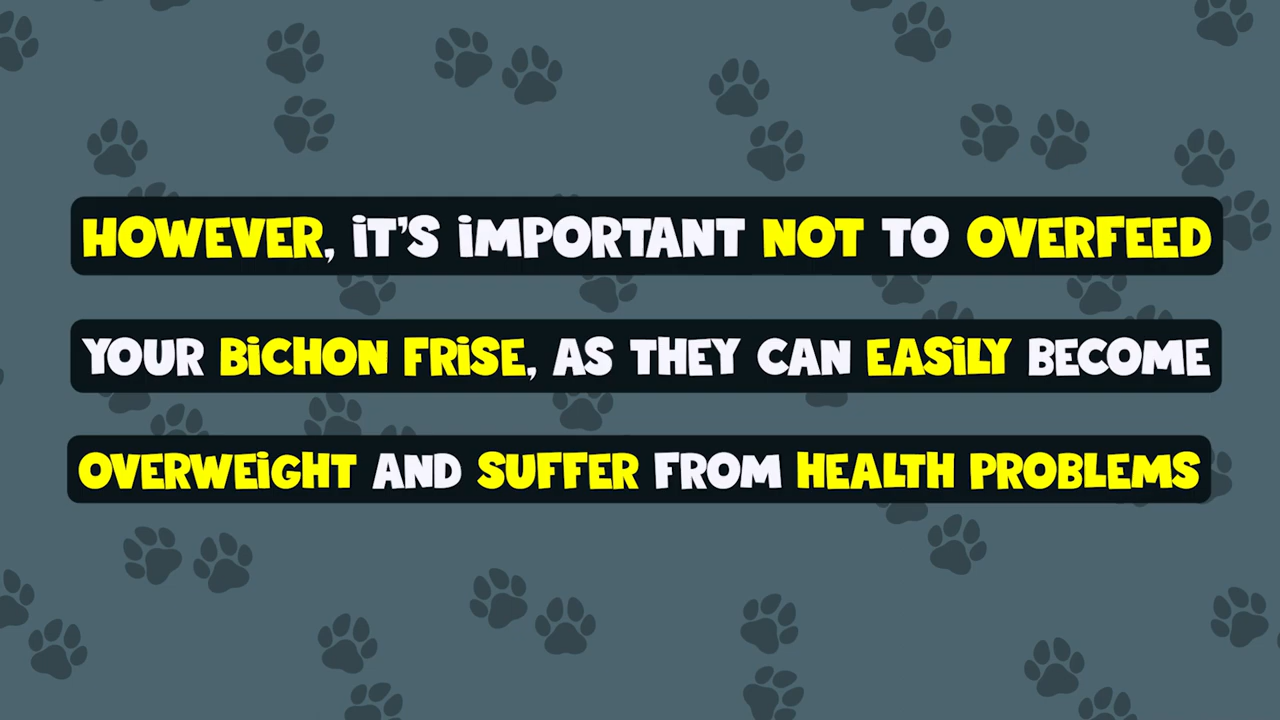 HOWEVER, iT'S iMPORTANT NOT TO OVERFEED
YOUR BiCHON FRiSE, AS THEY CAN EASiLY BECOME
OVERWEiGHT AND SUFFER FROM HEALTH PROBLEMS